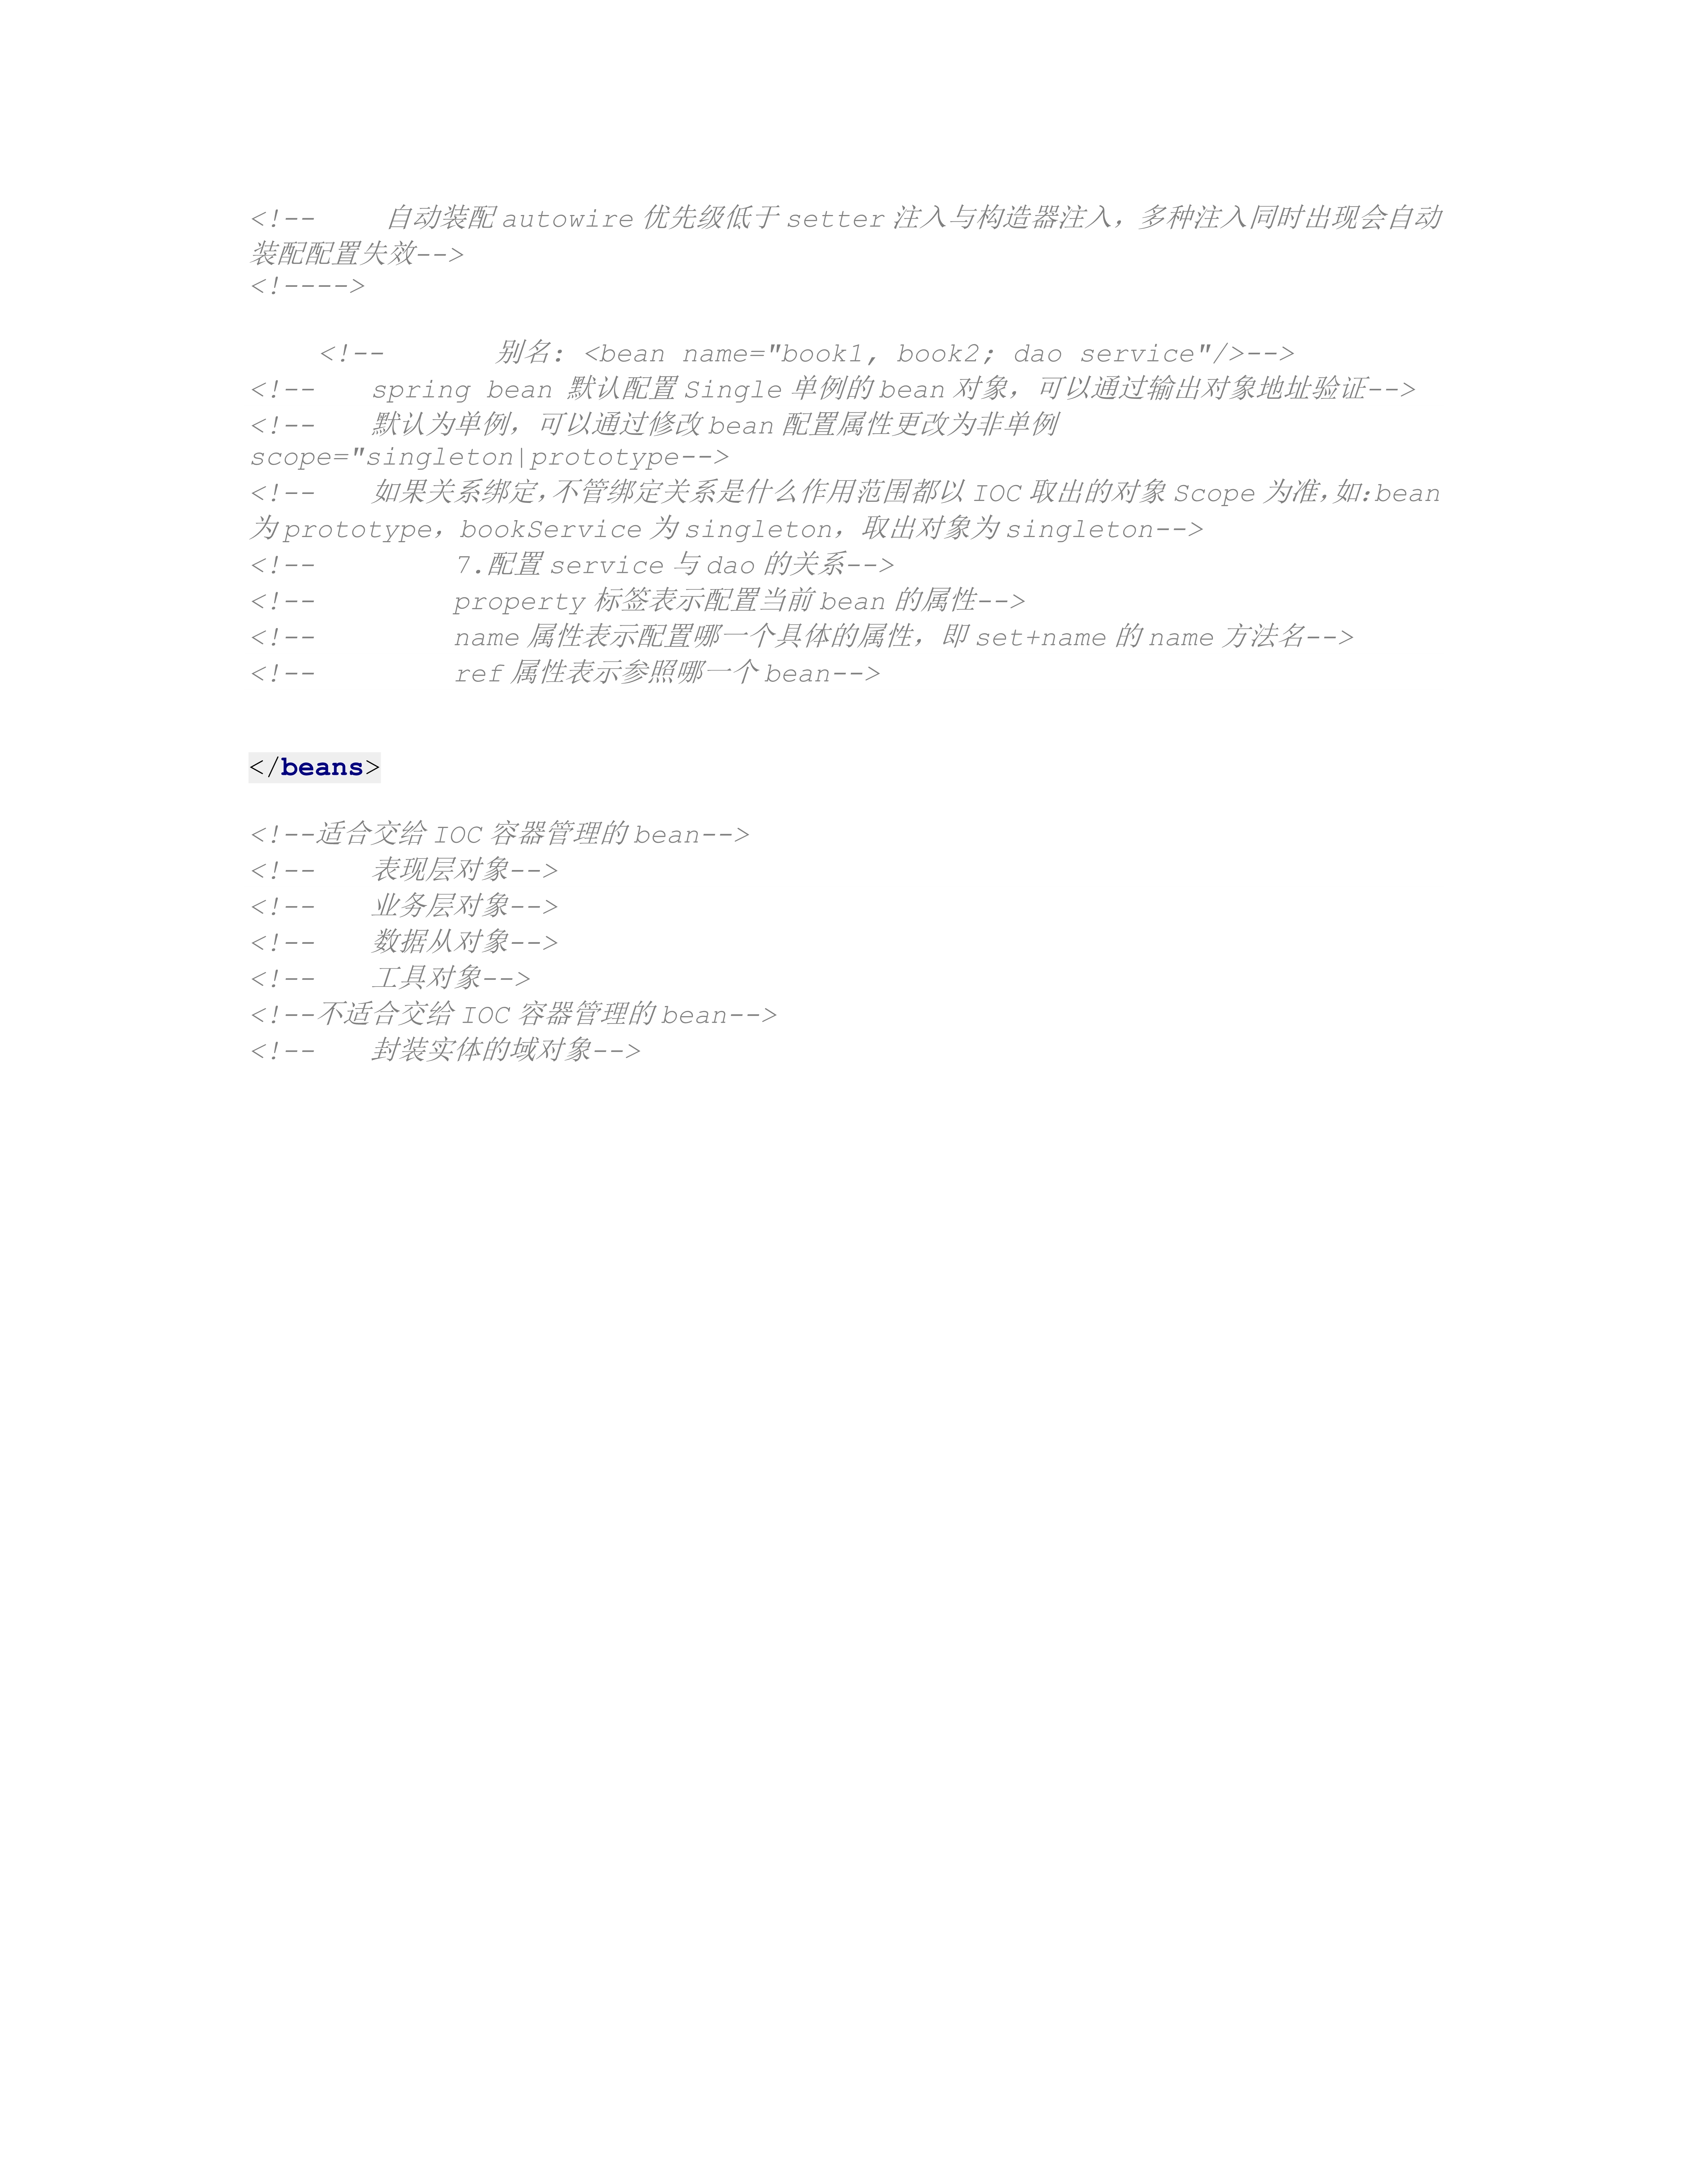 <!--    自动装配 autowire 优先级低于 setter 注入与构造器注入，多种注入同时出现会自动
装配配置失效-->
<!---->
<!--      别名: <bean name="book1, book2; dao service"/>-->
<!--   spring bean 默认配置 Single 单例的 bean 对象，可以通过输出对象地址验证-->
<!--   默认为单例，可以通过修改 bean 配置属性更改为非单例
scope="singleton|prototype-->
<!--   如果关系绑定，不管绑定关系是什么作用范围都以 IOC 取出的对象 Scope 为准，如:bean
为 prototype，bookService 为 singleton，取出对象为 singleton-->
<!--        7.配置 service 与 dao 的关系-->
<!--        property 标签表示配置当前 bean 的属性-->
<!--        name 属性表示配置哪一个具体的属性，即 set+name 的 name 方法名-->
<!--        ref 属性表示参照哪一个 bean-->
</beans>
<!--适合交给 IOC 容器管理的 bean-->
<!--   表现层对象-->
<!--   业务层对象-->
<!--   数据从对象-->
<!--   工具对象-->
<!--不适合交给 IOC 容器管理的 bean-->
<!--   封装实体的域对象-->